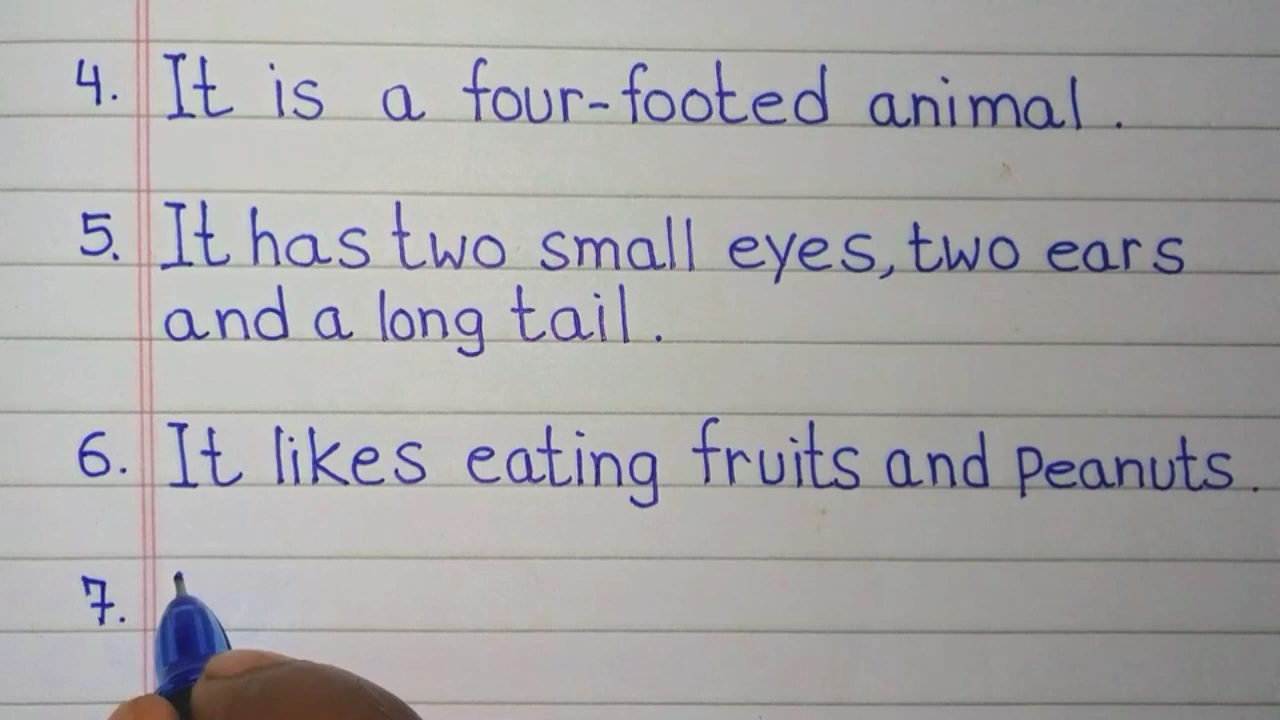 4. It is a four-footed animal.
5. It has two small eyes, two ears
and a long tail.
6. It likes eating fruits and peanuts.
7.